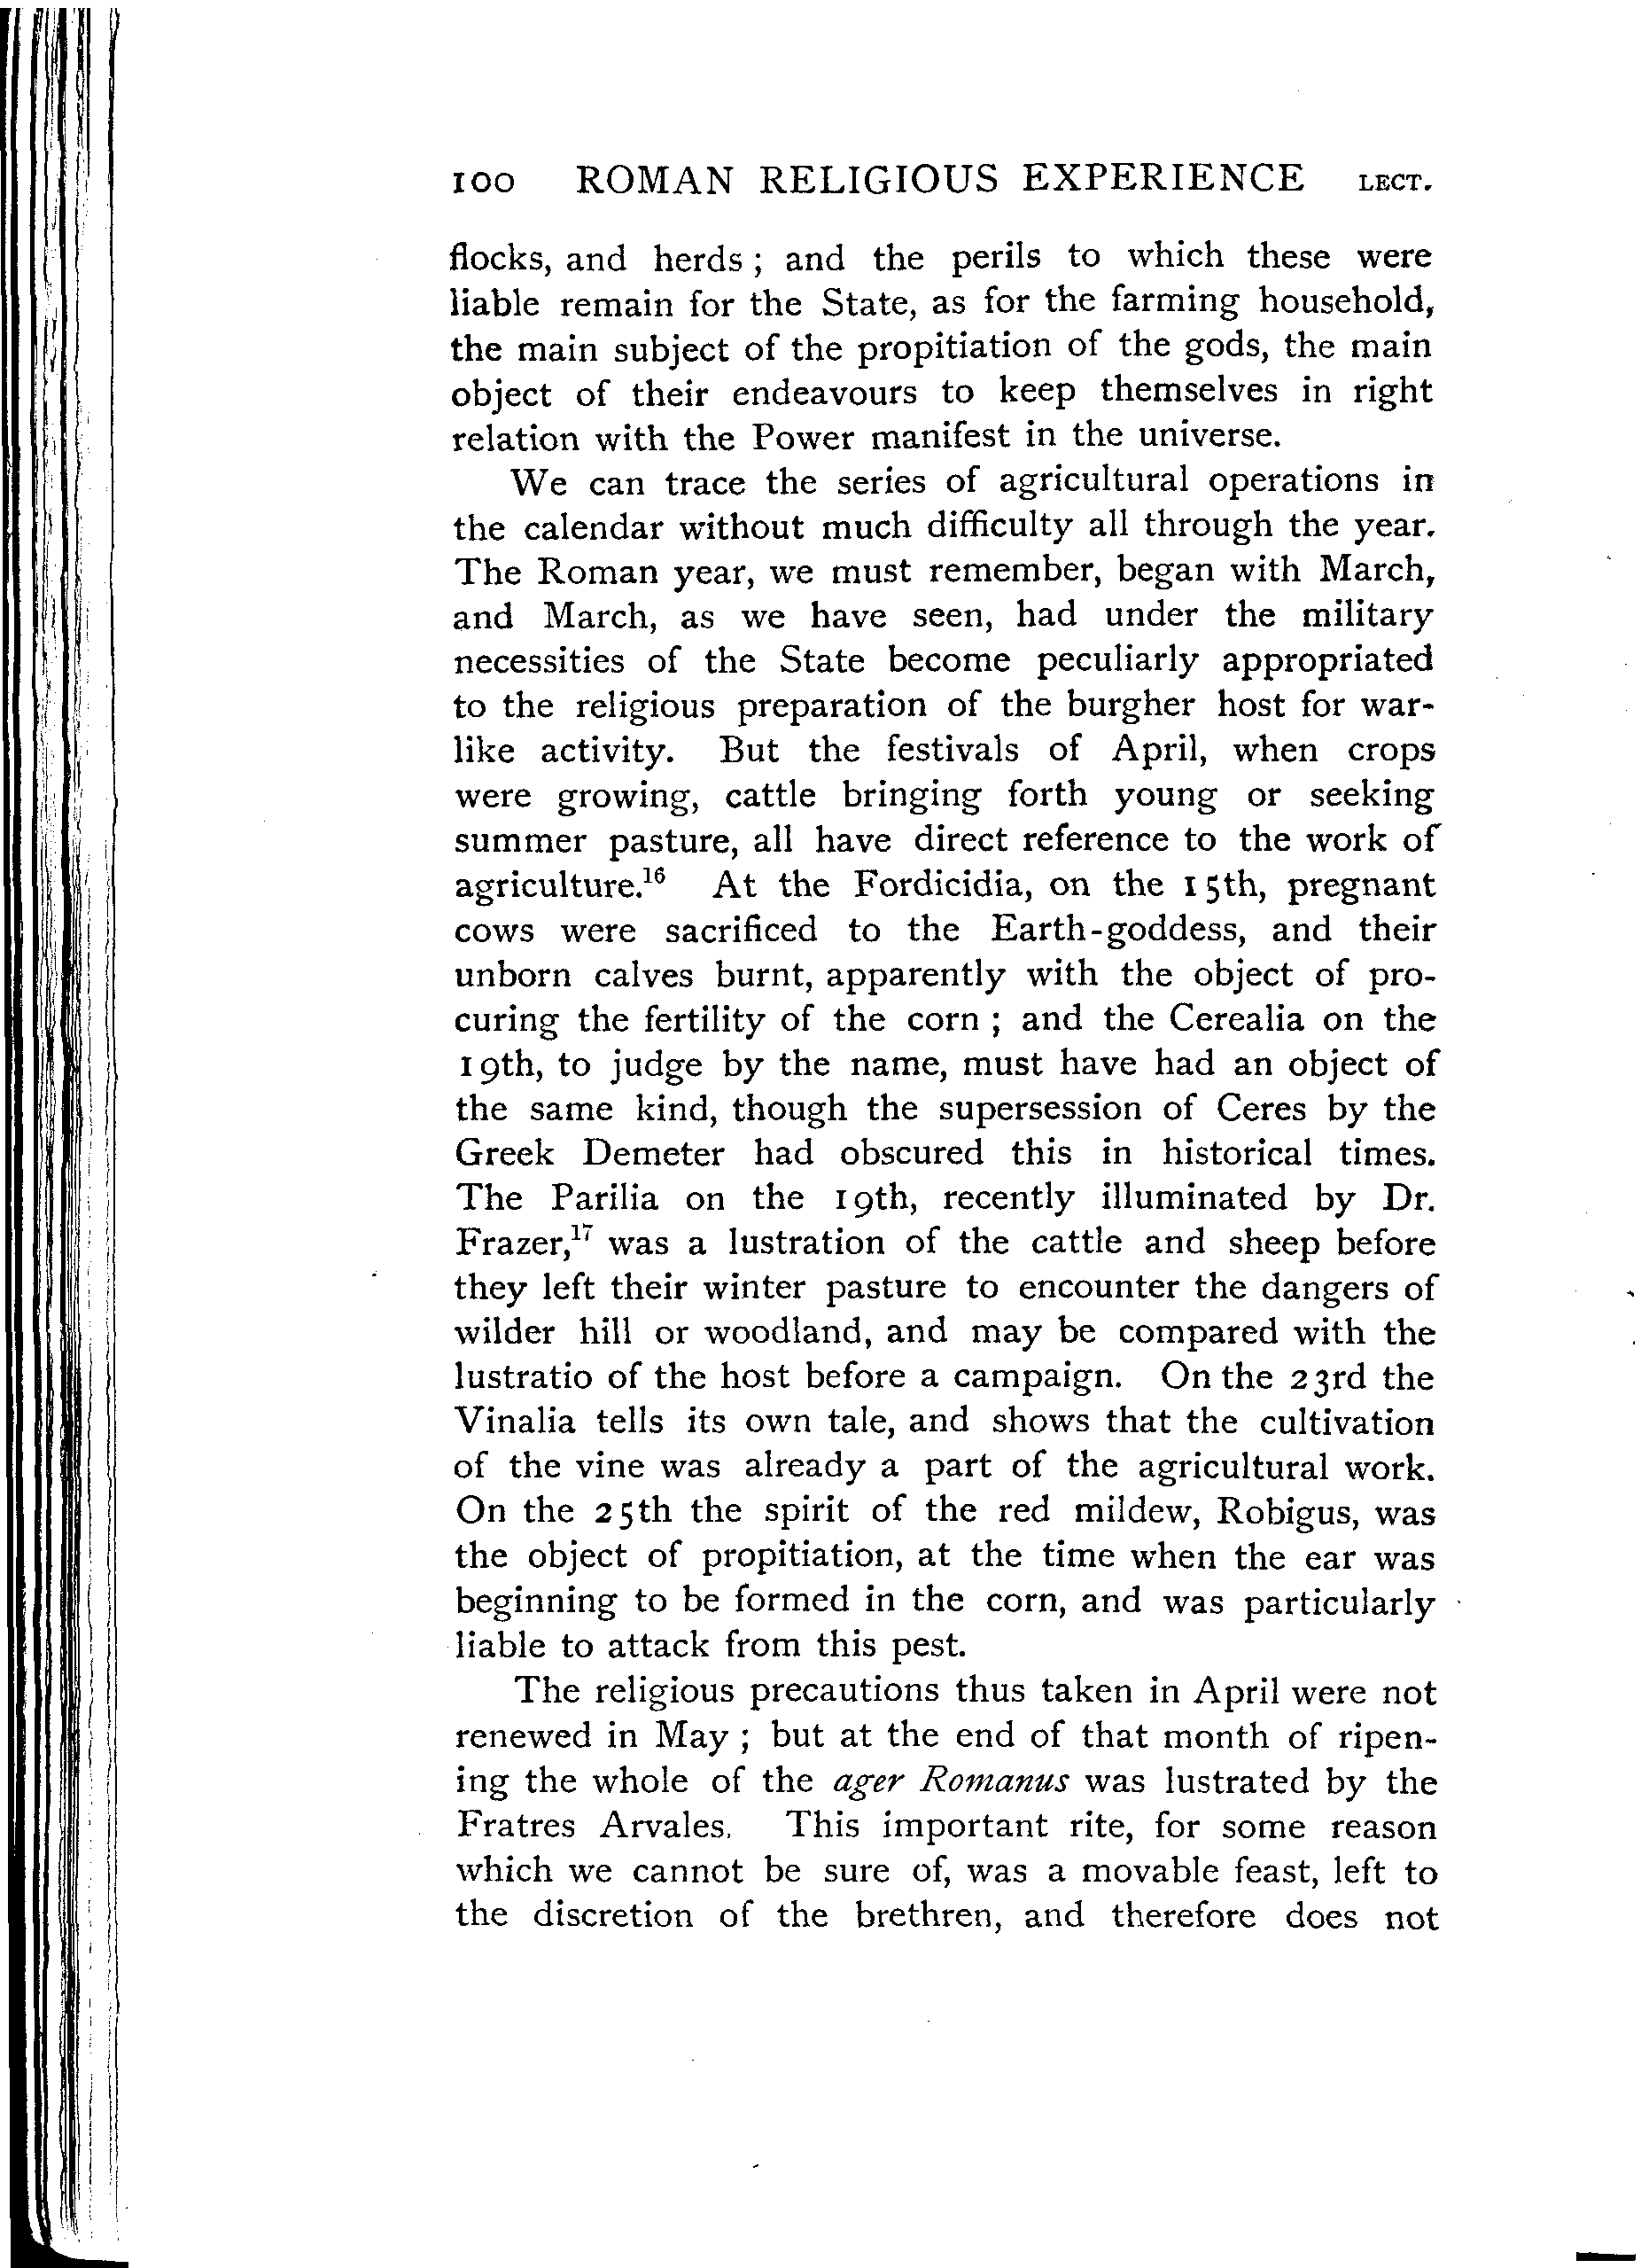 100 ROMAN RELIGIOUS EXPERIENCE LECT.
flocks, and herds ; and the perils to which these were
liable remain for the State, as for the farming household,
the main subject of the propitiation of the gods, the main
object of their endeavours to keep themselves in right
relation with the Power manifest in the universe.
We can trace the series of agricultural operations in
the calendar without much difficulty all through the year.
The Roman year, we must remember, began with March,
and March, as we have seen, had under the military
necessities of the State become peculiarly appropriated
to the religious preparation of the burgher host for war-
like activity. But the festivals of April, when crops
were growing, cattle bringing forth young or seeking
summer pasture, all have direct reference to the work of
agriculture.¹⁶ At the Fordicidia, on the 15th, pregnant
cows were sacrificed to the Earth-goddess, and their
unborn calves burnt, apparently with the object of pro-
curing the fertility of the corn ; and the Cerealia on the
19th, to judge by the name, must have had an object of
the same kind, though the supersession of Ceres by the
Greek Demeter had obscured this in historical times.
The Parilia on the 19th, recently illuminated by Dr.
Frazer,¹⁷ was a lustration of the cattle and sheep before
they left their winter pasture to encounter the dangers of
wilder hill or woodland, and may be compared with the
lustratio of the host before a campaign. On the 23rd the
Vinalia tells its own tale, and shows that the cultivation
of the vine was already a part of the agricultural work.
On the 25th the spirit of the red mildew, Robigus, was
the object of propitiation, at the time when the ear was
beginning to be formed in the corn, and was particularly
liable to attack from this pest.
The religious precautions thus taken in April were not
renewed in May ; but at the end of that month of ripen-
ing the whole of the ager Romanus was lustrated by the
Fratres Arvales. This important rite, for some reason
which we cannot be sure of, was a movable feast, left to
the discretion of the brethren, and therefore does not